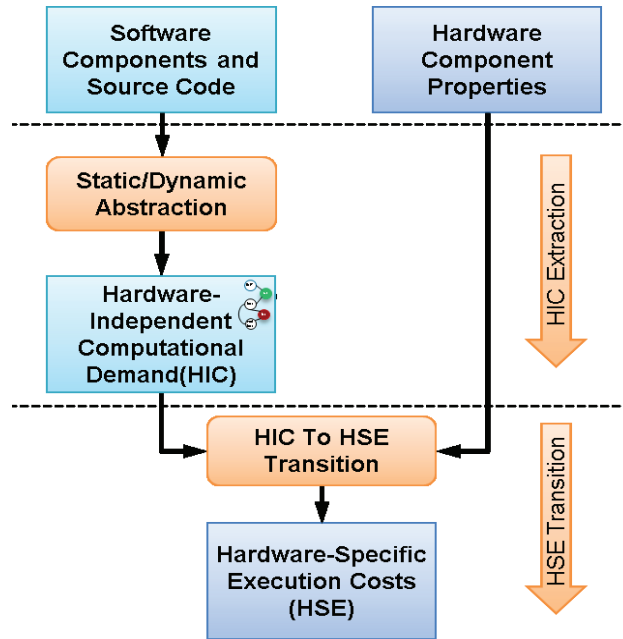 Software
Components and
Source Code
Hardware
Component
Properties
Static/Dynamic
Abstraction
HIC Extraction
Hardware-
Independent
Computational
Demand(HIC)
HIC To HSE
Transition
HSE Transition
Hardware-Specific
Execution Costs
(HSE)